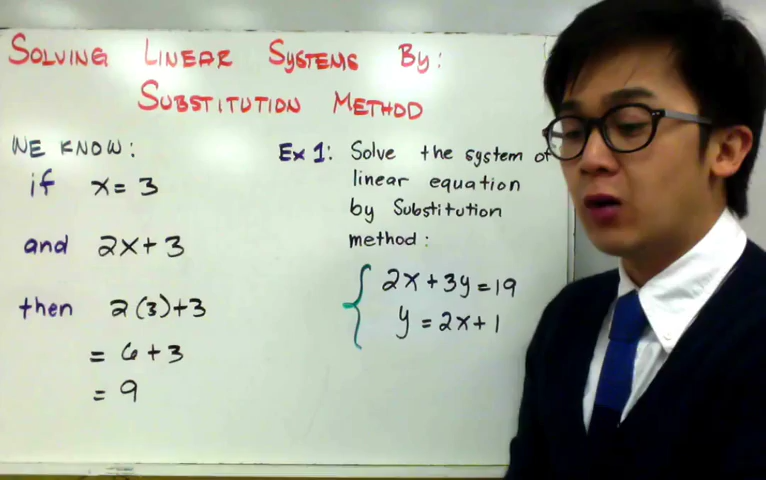 SOLVING LINEAR SYSTEMS BY:
SUBSTITUTION METHOD
WE KNOW:
if x = 3
and 2x + 3
then 2(3)+3
= 6 + 3
= 9
Ex 1: Solve the system of
linear equation
by Substitution
method:
2x + 3y = 19
y = 2x + 1